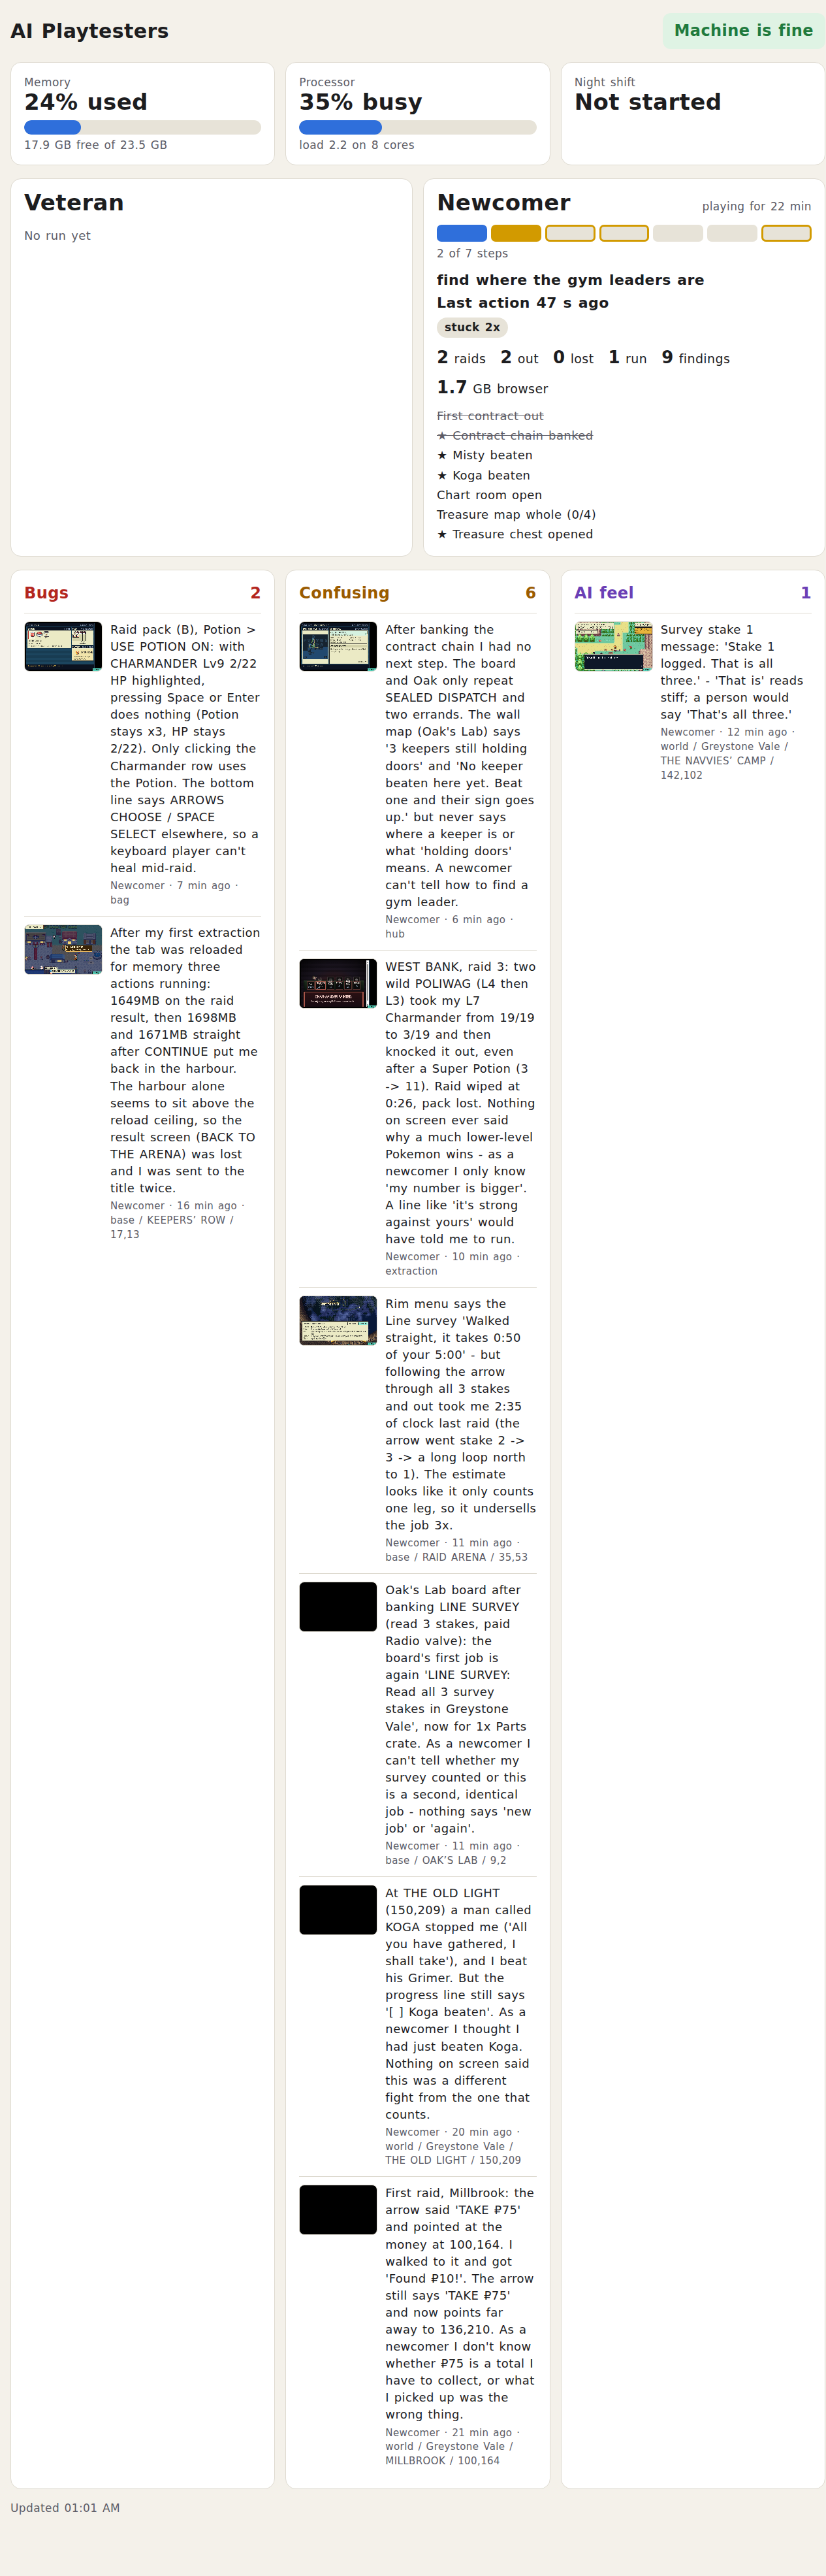 AI Playtesters
Machine is fine
Memory
24% used
17.9 GB free of 23.5 GB
Processor
35% busy
load 2.2 on 8 cores
Night shift
Not started
Veteran
No run yet
Newcomer
playing for 22 min
2 of 7 steps
find where the gym leaders are
Last action 47 s ago
stuck 2x
2 raids 2 out 0 lost 1 run 9 findings
1.7 GB browser
First contract out
★ Contract chain banked
★ Misty beaten
★ Koga beaten
Chart room open
Treasure map whole (0/4)
★ Treasure chest opened
Bugs 2
Raid pack (B), Potion >
USE POTION ON: with
CHARMANDER Lv9 2/22
HP highlighted,
pressing Space or Enter
does nothing (Potion
stays x3, HP stays
2/22). Only clicking the
Charmander row uses
the Potion. The bottom
line says ARROWS
CHOOSE / SPACE
SELECT elsewhere, so a
keyboard player can't
heal mid-raid.
Newcomer · 7 min ago ·
bag
After my first extraction
the tab was reloaded
for memory three
actions running:
1649MB on the raid
result, then 1698MB
and 1671MB straight
after CONTINUE put me
back in the harbour.
The harbour alone
seems to sit above the
reload ceiling, so the
result screen (BACK TO
THE ARENA) was lost
and I was sent to the
title twice.
Newcomer · 16 min ago ·
base / KEEPERS' ROW /
17,13
Confusing 6
After banking the
contract chain I had no
next step. The board
and Oak only repeat
SEALED DISPATCH and
two errands. The wall
map (Oak's Lab) says
'3 keepers still holding
doors' and 'No keeper
beaten here yet. Beat
one and their sign goes
up.' but never says
where a keeper is or
what 'holding doors'
means. A newcomer
can't tell how to find a
gym leader.
Newcomer · 6 min ago ·
hub
WEST BANK, raid 3: two
wild POLIWAG (L4 then
L3) took my L7
Charmander from 19/19
to 3/19 and then
knocked it out, even
after a Super Potion (3
-> 11). Raid wiped at
0:26, pack lost. Nothing
on screen ever said
why a much lower-level
Pokemon wins - as a
newcomer I only know
'my number is bigger'.
A line like 'it's strong
against yours' would
have told me to run.
Newcomer · 10 min ago ·
extraction
Rim menu says the
Line survey 'Walked
straight, it takes 0:50
of your 5:00' - but
following the arrow
through all 3 stakes
and out took me 2:35
of clock last raid (the
arrow went stake 2 ->
3 -> a long loop north
to 1). The estimate
looks like it only counts
one leg, so it undersells
the job 3x.
Newcomer · 11 min ago ·
base / RAID ARENA / 35,53
Oak's Lab board after
banking LINE SURVEY
(read 3 stakes, paid
Radio valve): the
board's first job is
again 'LINE SURVEY:
Read all 3 survey
stakes in Greystone
Vale', now for 1x Parts
crate. As a newcomer I
can't tell whether my
survey counted or this
is a second, identical
job - nothing says 'new
job' or 'again'.
Newcomer · 11 min ago ·
base / OAK'S LAB / 9,2
At THE OLD LIGHT
(150,209) a man called
KOGA stopped me ('All
you have gathered, I
shall take'), and I beat
his Grimer. But the
progress line still says
'[ ] Koga beaten'. As a
newcomer I thought I
had just beaten Koga.
Nothing on screen said
this was a different
fight from the one that
counts.
Newcomer · 20 min ago ·
world / Greystone Vale /
THE OLD LIGHT / 150,209
First raid, Millbrook: the
arrow said 'TAKE ₽75'
and pointed at the
money at 100,164. I
walked to it and got
'Found ₽10!'. The arrow
still says 'TAKE ₽75'
and now points far
away to 136,210. As a
newcomer I don't know
whether ₽75 is a total I
have to collect, or what
I picked up was the
wrong thing.
Newcomer · 21 min ago ·
world / Greystone Vale /
MILLBROOK / 100,164
AI feel 1
Survey stake 1
message: 'Stake 1
logged. That is all
three.' - 'That is' reads
stiff; a person would
say 'That's all three.'
Newcomer · 12 min ago ·
world / Greystone Vale /
THE NAVVIES' CAMP /
142,102
Updated 01:01 AM